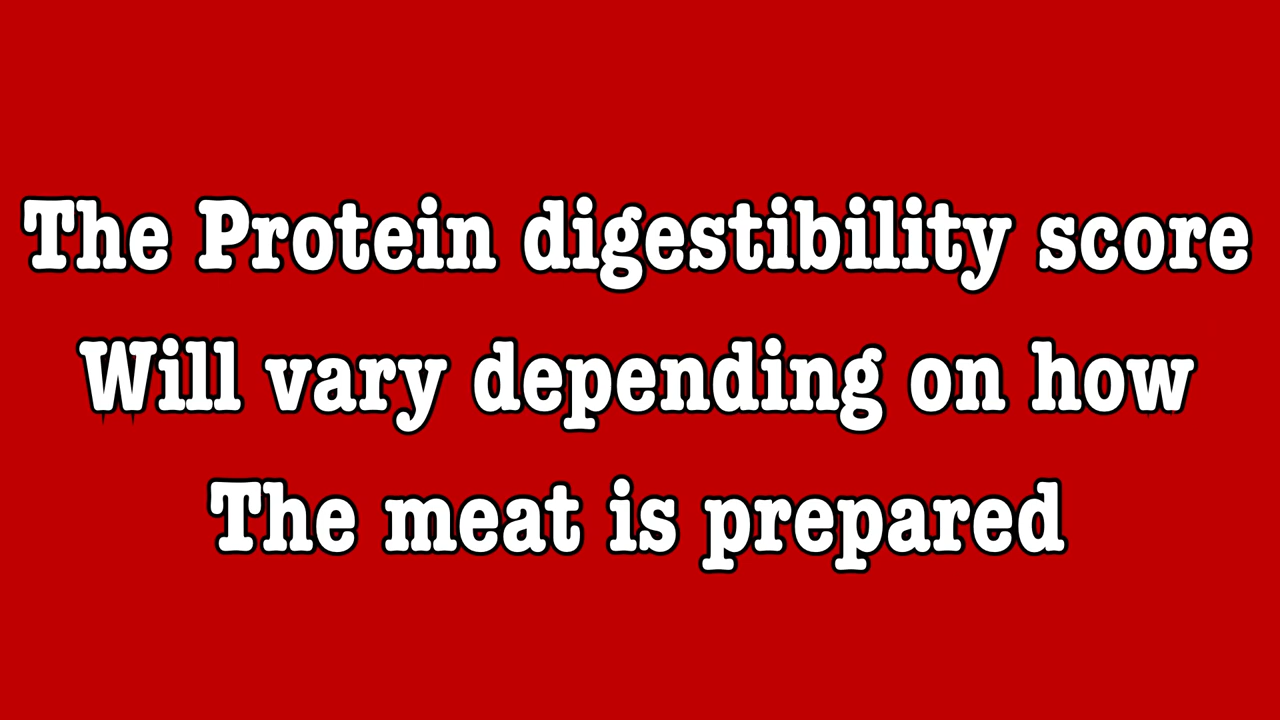 The Protein digestibility score
Will vary depending on how
The meat is prepared